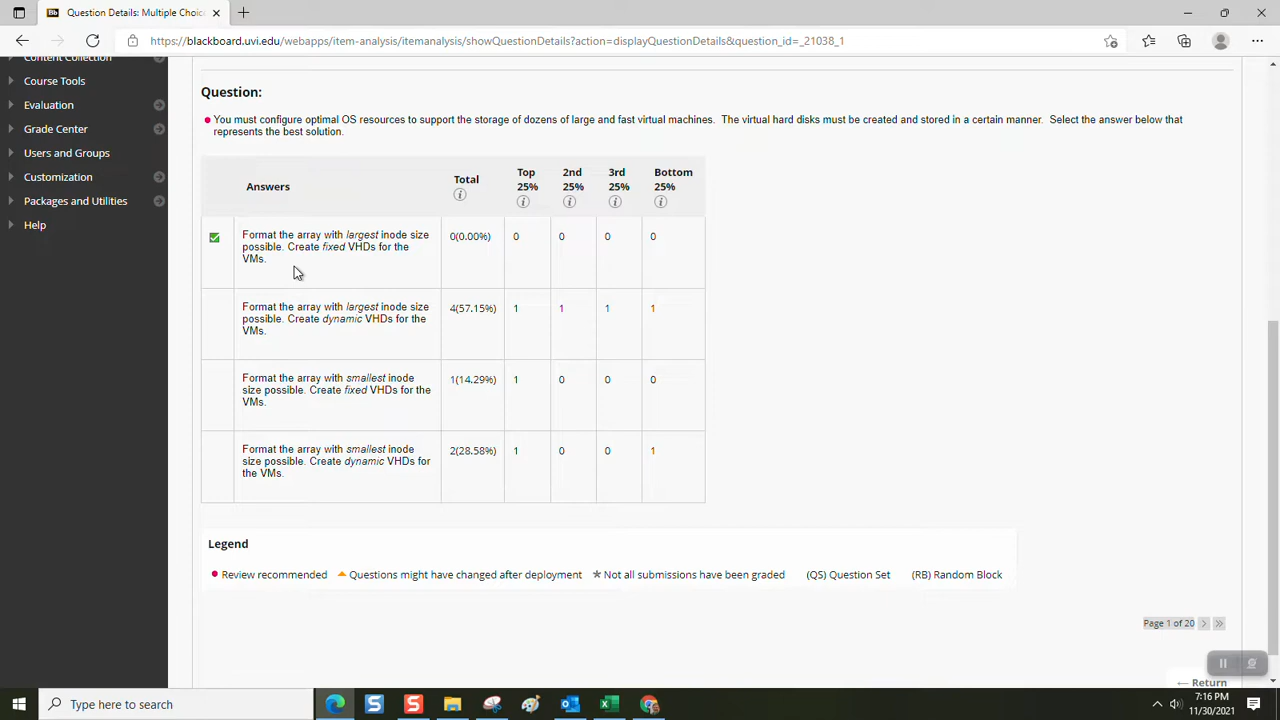 Question Details: Multiple Choic
https://blackboard.uvi.edu/webapps/item-analysis/itemanalysis/showQuestionDetails?action=displayQuestionDetails&question_id=_21038_1
Content Collection
Course Tools
Evaluation
Grade Center
Users and Groups
Customization
Packages and Utilities
Help
Question:
You must configure optimal OS resources to support the storage of dozens of large and fast virtual machines. The virtual hard disks must be created and stored in a certain manner. Select the answer below that
represents the best solution.
Answers Total Top 25% 2nd 25% 3rd 25% Bottom 25%
Format the array with largest inode size
possible. Create fixed VHDs for the
VMs.
0(0.00%) 0 0 0 0
Format the array with largest inode size
possible. Create dynamic VHDs for the
VMs.
4(57.15%) 1 1 1 1
Format the array with smallest inode
size possible. Create fixed VHDs for the
VMs.
1(14.29%) 1 0 0 0
Format the array with smallest inode
size possible. Create dynamic VHDs for
the VMs.
2(28.58%) 1 0 0 1
Legend
Review recommended Questions might have changed after deployment * Not all submissions have been graded (QS) Question Set (RB) Random Block
Page 1 of 20 > >>
← Return
Type here to search
7:16 PM
11/30/2021